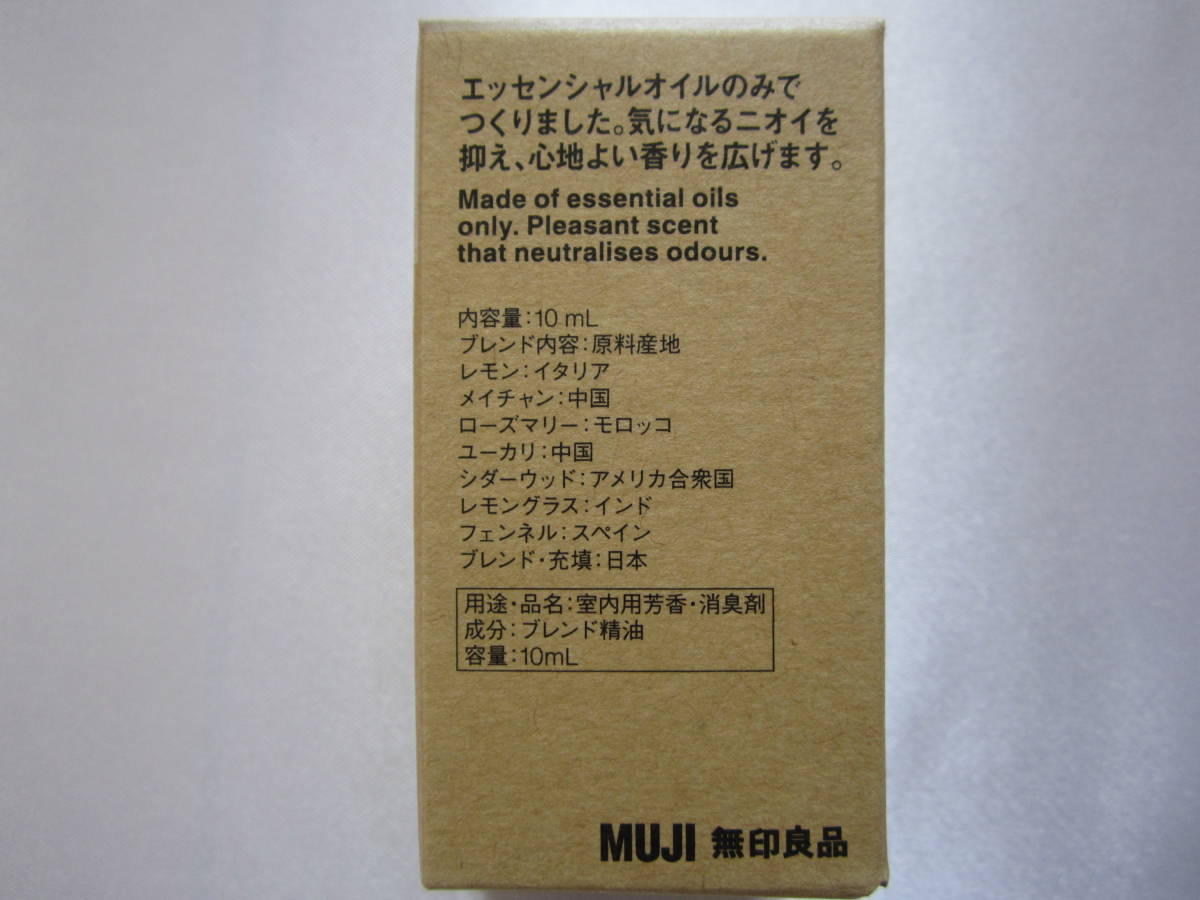 エッセンシャルオイルのみで
つくりました。気になるニオイを
抑え、心地よい香りを広げます。
Made of essential oils
only. Pleasant scent
that neutralises odours.
内容量：10 mL
ブレンド内容：原料産地
レモン：イタリア
メイチャン：中国
ローズマリー：モロッコ
ユーカリ：中国
シダーウッド：アメリカ合衆国
レモングラス：インド
フェンネル：スペイン
ブレンド・充填：日本
用途・品名：室内用芳香・消臭剤
成分：ブレンド精油
容量：10mL
MUJI 無印良品